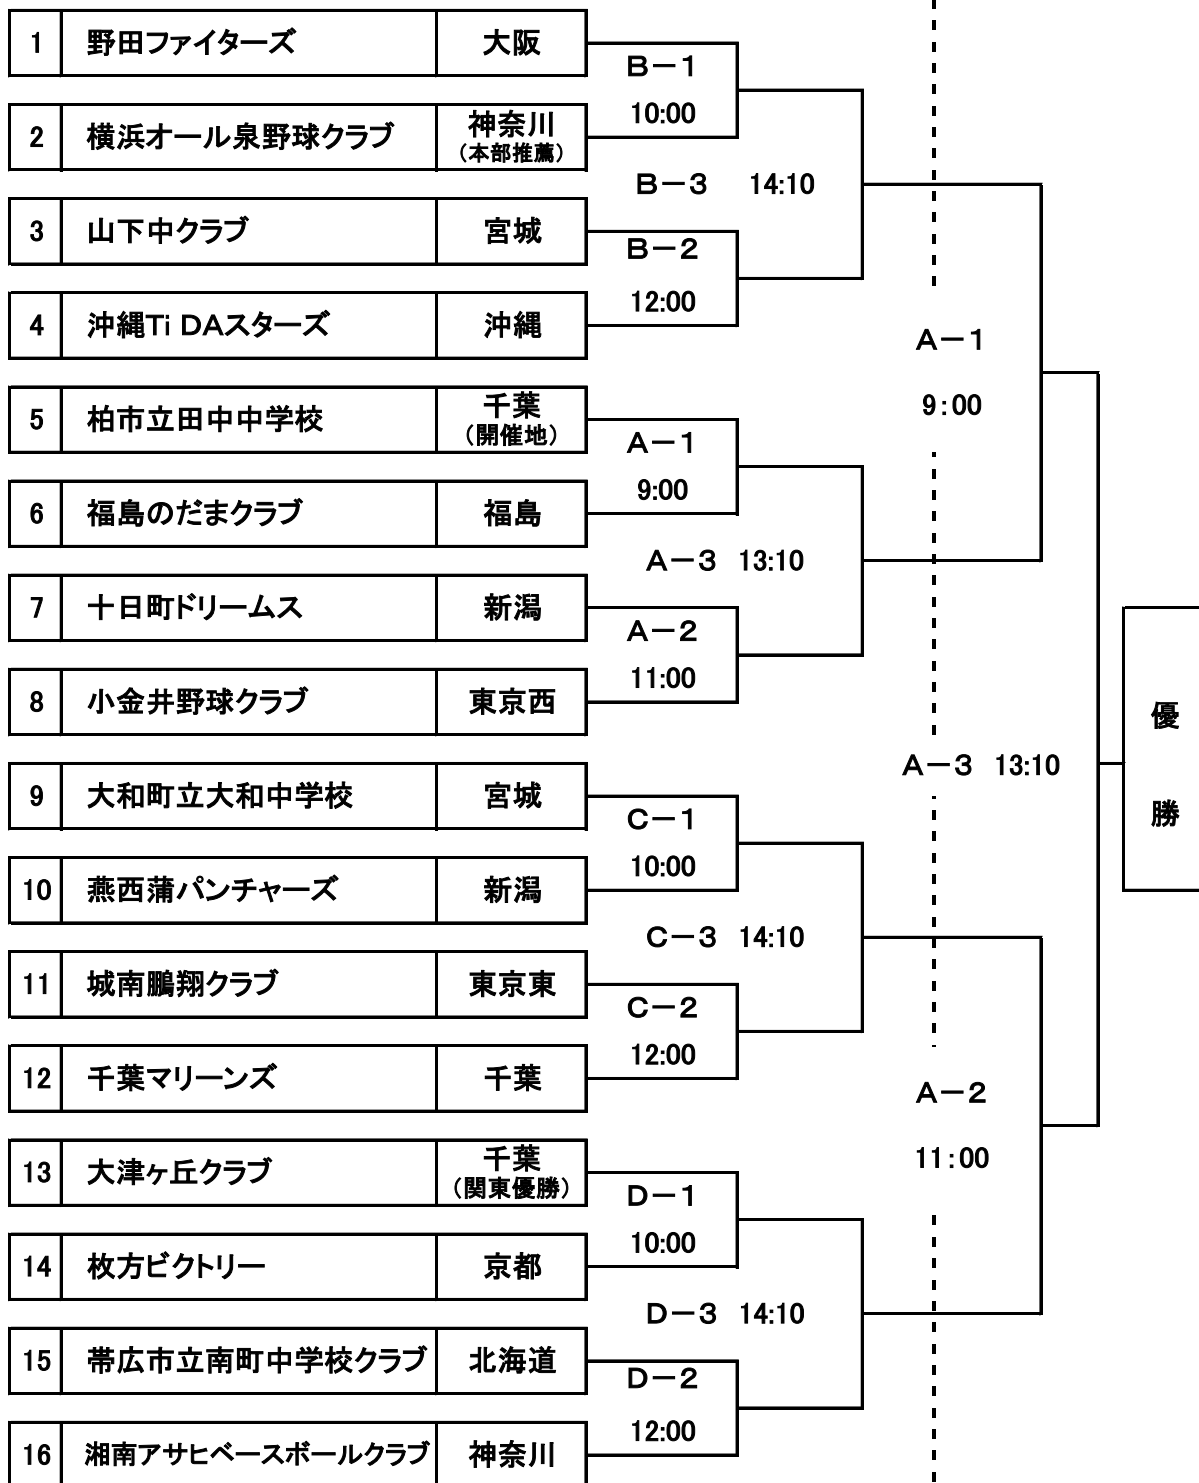 1 野田ファイターズ 大阪
B－1
10:00
2 横浜オール泉野球クラブ 神奈川
（本部推薦）
B－3 14:10
3 山下中クラブ 宮城
B－2
12:00
4 沖縄Ti DAスターズ 沖縄
A－1
9：00
5 柏市立田中中学校 千葉
（開催地）
A－1
9:00
6 福島のだまクラブ 福島
A－3 13:10
7 十日町ドリームス 新潟
A－2
11:00
8 小金井野球クラブ 東京西
A－3 13:10
優
勝
9 大和町立大和中学校 宮城
C－1
10:00
10 燕西蒲パンチャーズ 新潟
C－3 14:10
11 城南鵬翔クラブ 東京東
C－2
12:00
12 千葉マリーンズ 千葉
A－2
11：00
13 大津ヶ丘クラブ 千葉
（関東優勝）
D－1
10:00
14 枚方ビクトリー 京都
D－3 14:10
15 帯広市立南町中学校クラブ 北海道
D－2
12:00
16 湘南アサヒベースボールクラブ 神奈川